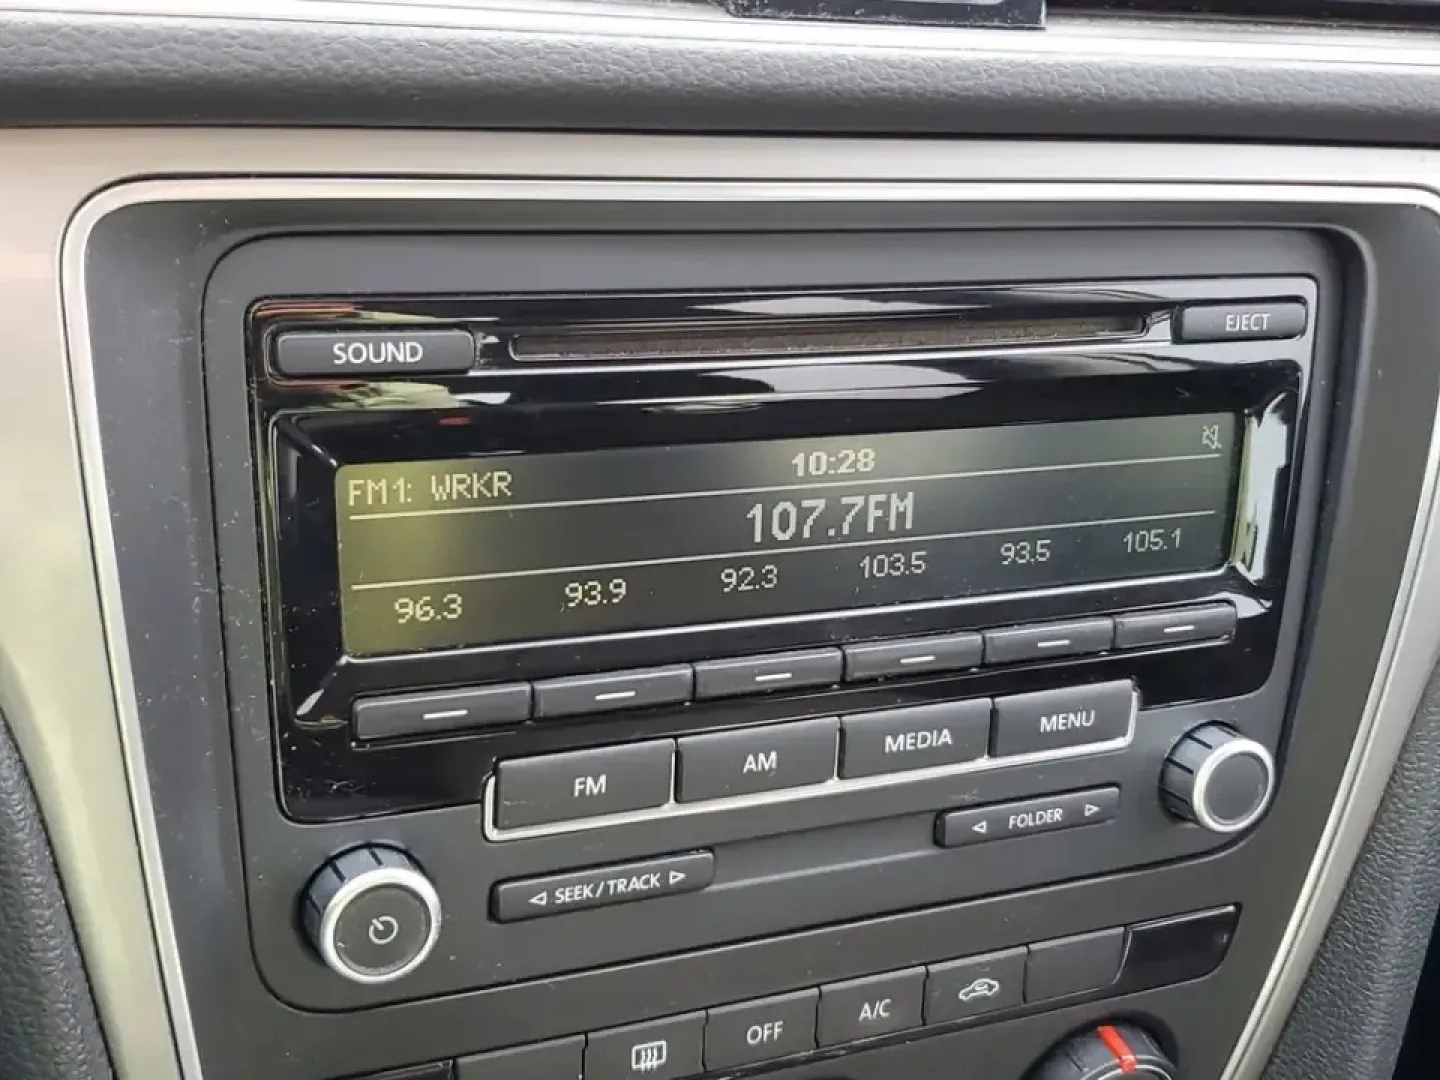 SOUND
EJECT
FM1: WRKR 10:28
107.7FM
96.3 93.9 92.3 103.5 93.5 105.1
FM AM MEDIA MENU
SEEK/TRACK FOLDER
OFF A/C